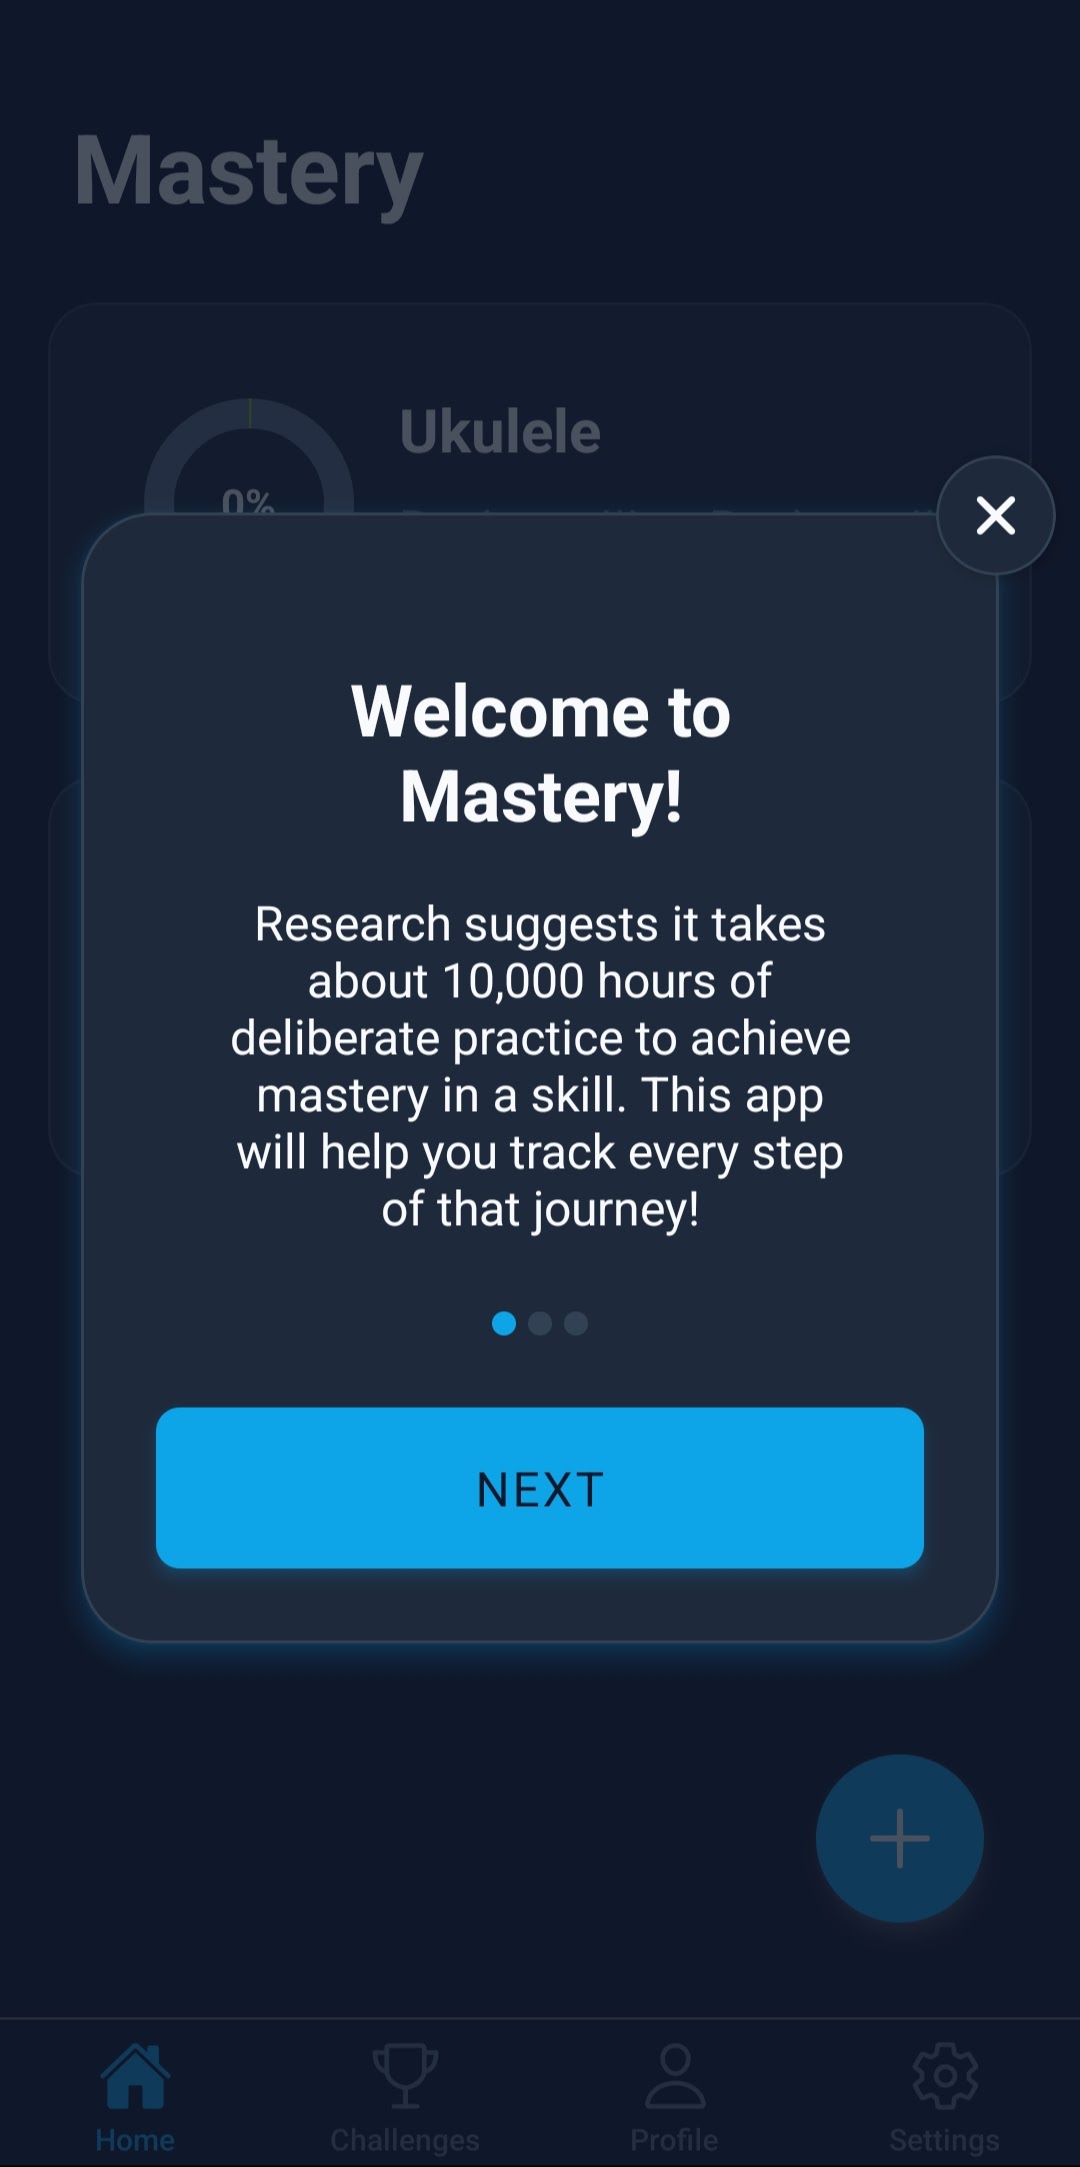 Mastery
Ukulele
0%
Welcome to
Mastery!
Research suggests it takes
about 10,000 hours of
deliberate practice to achieve
mastery in a skill. This app
will help you track every step
of that journey!
NEXT
Home
Challenges
Profile
Settings